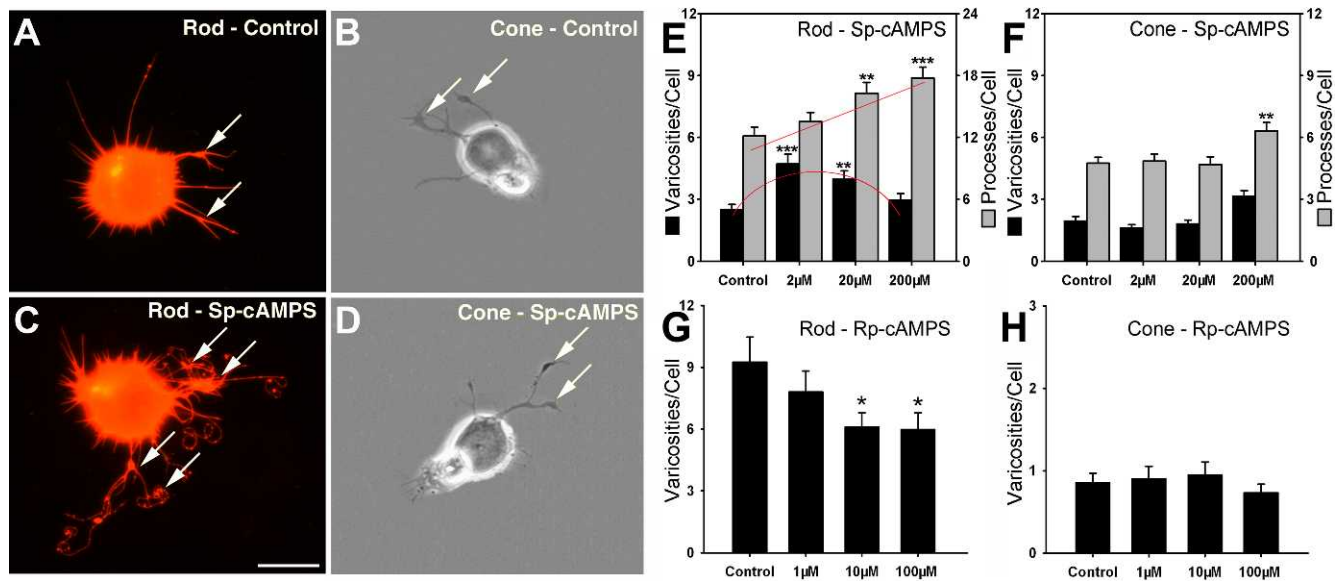 A
Rod - Control
B
Cone - Control
C
Rod - Sp-cAMPS
D
Cone - Sp-cAMPS
E
Rod - Sp-cAMPS
Varicosities/Cell
12
9
6
3
0
24
18
12
6
0
Processes/Cell
***
**
**
***
Control
2µM
20µM
200µM
F
Cone - Sp-cAMPS
Varicosities/Cell
12
9
6
3
0
12
9
6
3
0
Processes/Cell
**
Control
2µM
20µM
200µM
G
Rod - Rp-cAMPS
Varicosities/Cell
12
9
6
3
0
*
*
Control
1µM
10µM
100µM
H
Cone - Rp-cAMPS
Varicosities/Cell
3
2
1
0
Control
1µM
10µM
100µM